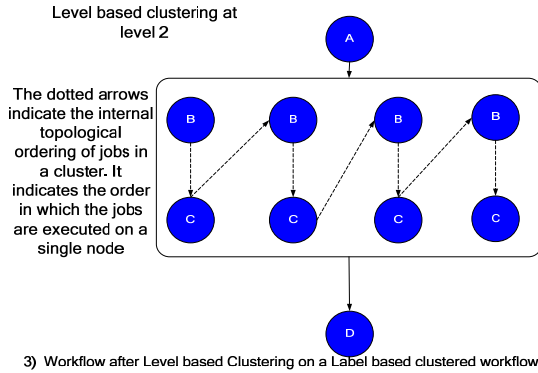 Level based clustering at
level 2
A
The dotted arrows
indicate the internal
topological
ordering of jobs in
a cluster. It
indicates the order
in which the jobs
are executed on a
single node
B
B
B
B
C
C
C
C
D
3) Workflow after Level based Clustering on a Label based clustered workflow